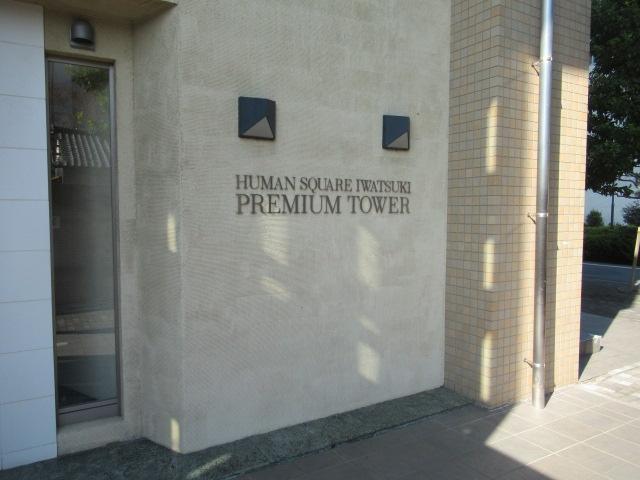 HUMAN SQUARE IWATSUKI
PREMIUM TOWER